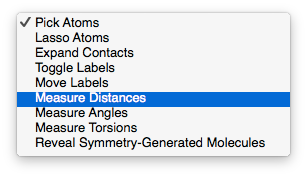 ✓ Pick Atoms
Lasso Atoms
Expand Contacts
Toggle Labels
Move Labels
Measure Distances
Measure Angles
Measure Torsions
Reveal Symmetry-Generated Molecules